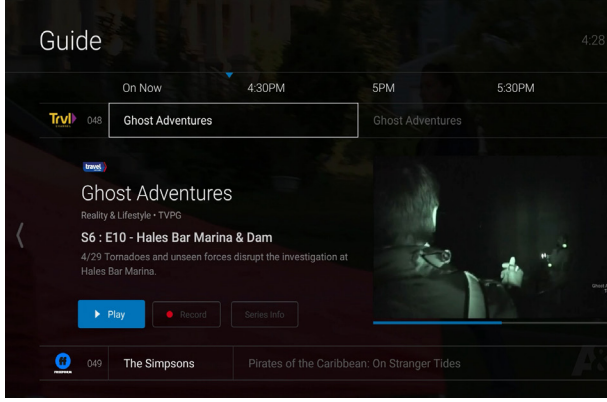 Guide
4:28
On Now 4:30PM 5PM 5:30PM
Trvl 048 Ghost Adventures Ghost Adventures
travel
Ghost Adventures
Reality & Lifestyle • TVPG
S6 : E10 - Hales Bar Marina & Dam
4/29 Tornadoes and unseen forces disrupt the investigation at
Hales Bar Marina.
Play Record Series Info
049 The Simpsons Pirates of the Caribbean: On Stranger Tides